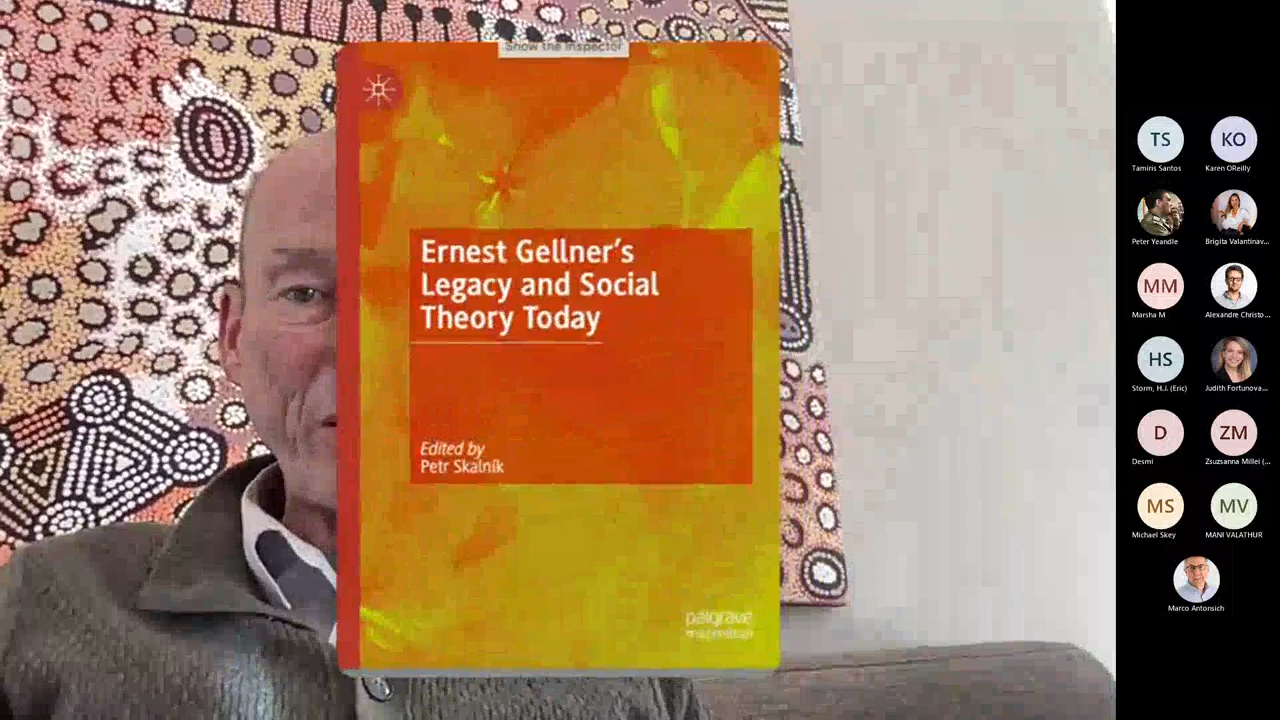 Show the Inspector
Ernest Gellner's
Legacy and Social
Theory Today
Edited by
Petr Skalník
palgrave
macmillan
TS
KO
Tamiris Santos
Karen OReilly
Peter Yeandle
Brigita Valantinav...
MM
Marsha M
Alexandre Christo...
HS
Storm, H.J. (Eric)
Judith Fortunova...
D
ZM
Desmi
Zsuzsanna Millei (...
MS
MV
Michael Skey
MANI VALATHUR
Marco Antonsich